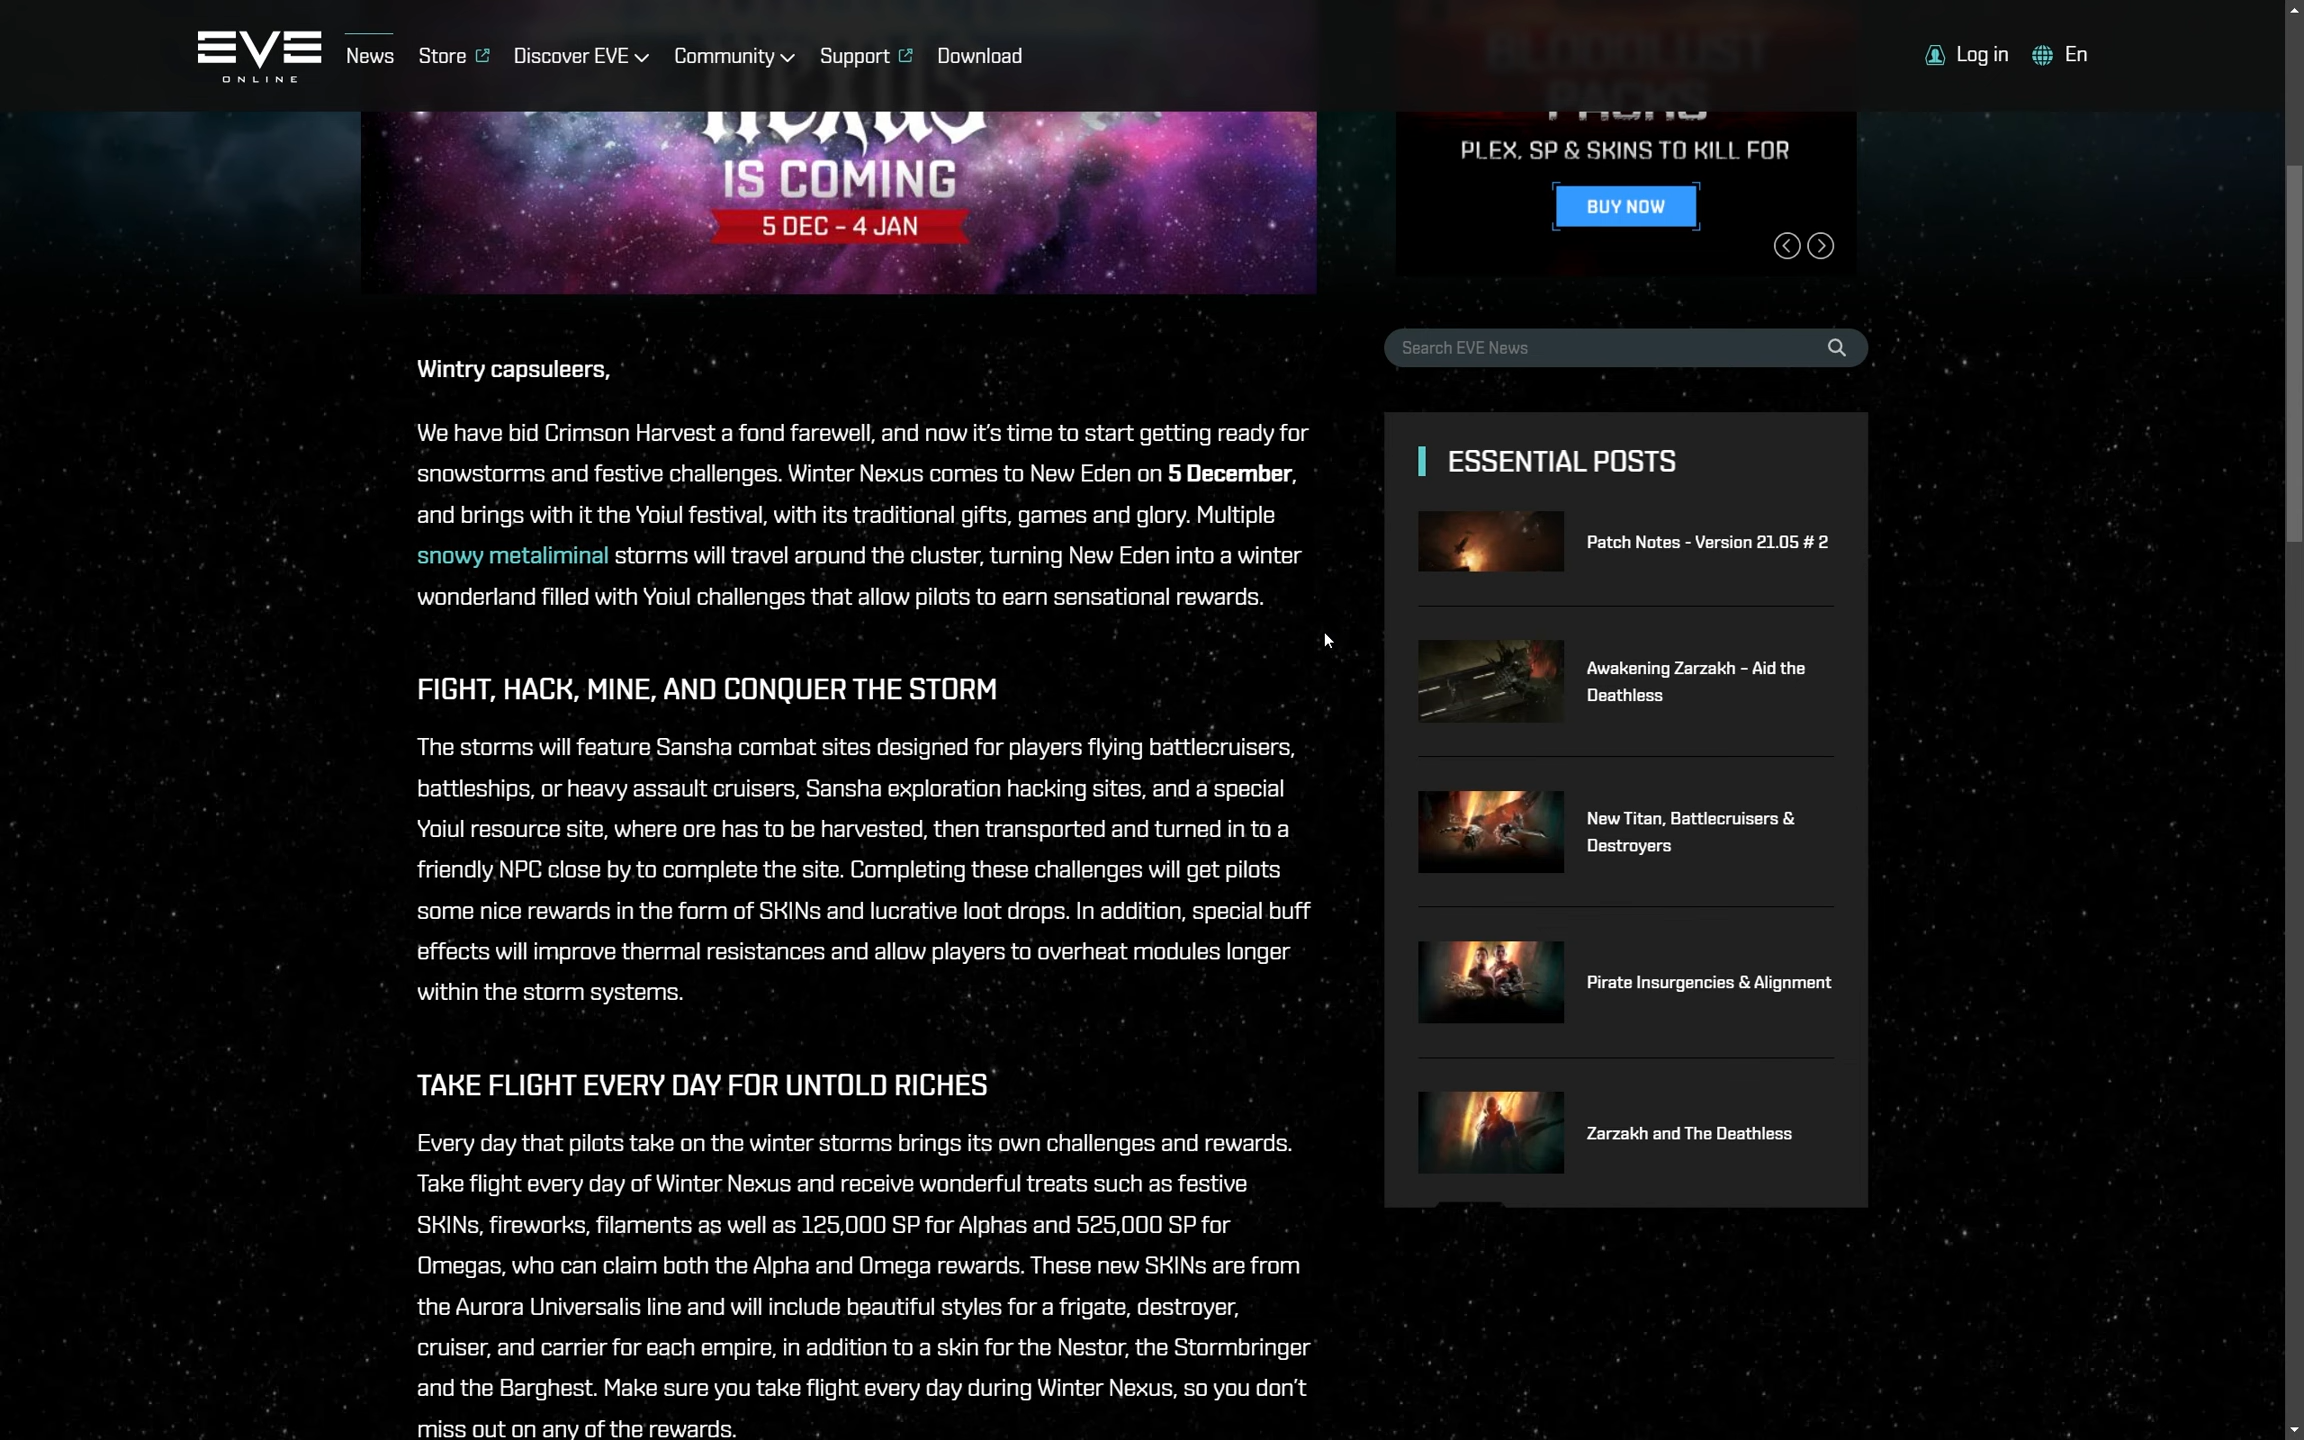 EVE
ONLINE
News
Store
Discover EVE
Community
Support
Download
Log in
En
NEXUS
IS COMING
5 DEC – 4 JAN
BLOODLUST
PACKS
PLEX, SP & SKINS TO KILL FOR
BUY NOW
Search EVE News
Wintry capsuleers,
We have bid Crimson Harvest a fond farewell, and now it’s time to start getting ready for
snowstorms and festive challenges. Winter Nexus comes to New Eden on 5 December,
and brings with it the Yoiul festival, with its traditional gifts, games and glory. Multiple
snowy metaliminal storms will travel around the cluster, turning New Eden into a winter
wonderland filled with Yoiul challenges that allow pilots to earn sensational rewards.
FIGHT, HACK, MINE, AND CONQUER THE STORM
The storms will feature Sansha combat sites designed for players flying battlecruisers,
battleships, or heavy assault cruisers, Sansha exploration hacking sites, and a special
Yoiul resource site, where ore has to be harvested, then transported and turned in to a
friendly NPC close by to complete the site. Completing these challenges will get pilots
some nice rewards in the form of SKINs and lucrative loot drops. In addition, special buff
effects will improve thermal resistances and allow players to overheat modules longer
within the storm systems.
TAKE FLIGHT EVERY DAY FOR UNTOLD RICHES
Every day that pilots take on the winter storms brings its own challenges and rewards.
Take flight every day of Winter Nexus and receive wonderful treats such as festive
SKINs, fireworks, filaments as well as 125,000 SP for Alphas and 525,000 SP for
Omegas, who can claim both the Alpha and Omega rewards. These new SKINs are from
the Aurora Universalis line and will include beautiful styles for a frigate, destroyer,
cruiser, and carrier for each empire, in addition to a skin for the Nestor, the Stormbringer
and the Barghest. Make sure you take flight every day during Winter Nexus, so you don’t
miss out on any of the rewards.
ESSENTIAL POSTS
Patch Notes - Version 21.05 # 2
Awakening Zarzakh – Aid the
Deathless
New Titan, Battlecruisers &
Destroyers
Pirate Insurgencies & Alignment
Zarzakh and The Deathless